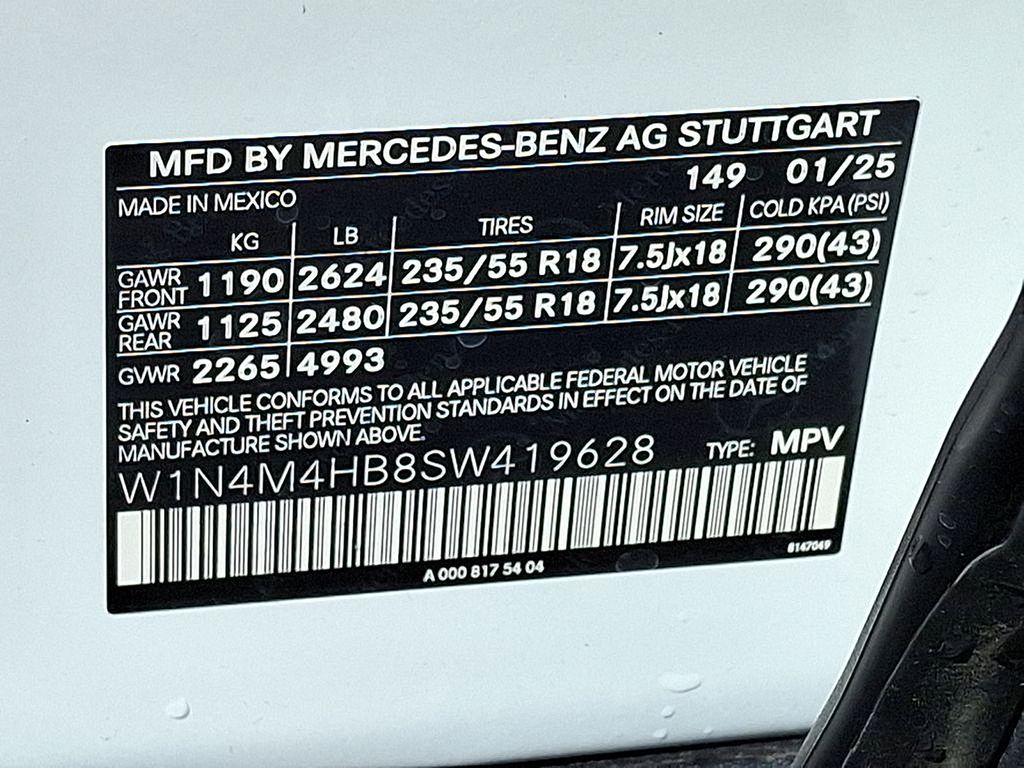 MFD BY MERCEDES-BENZ AG STUTTGART
MADE IN MEXICO 149 01/25
KG LB TIRES RIM SIZE COLD KPA (PSI)
GAWR FRONT 1190 2624 235/55 R18 7.5Jx18 290(43)
GAWR REAR 1125 2480 235/55 R18 7.5Jx18 290(43)
GVWR 2265 4993
THIS VEHICLE CONFORMS TO ALL APPLICABLE FEDERAL MOTOR VEHICLE
SAFETY AND THEFT PREVENTION STANDARDS IN EFFECT ON THE DATE OF
MANUFACTURE SHOWN ABOVE.
W1N4M4HB8SW419628 TYPE: MPV
A 000 817 54 04 8147049